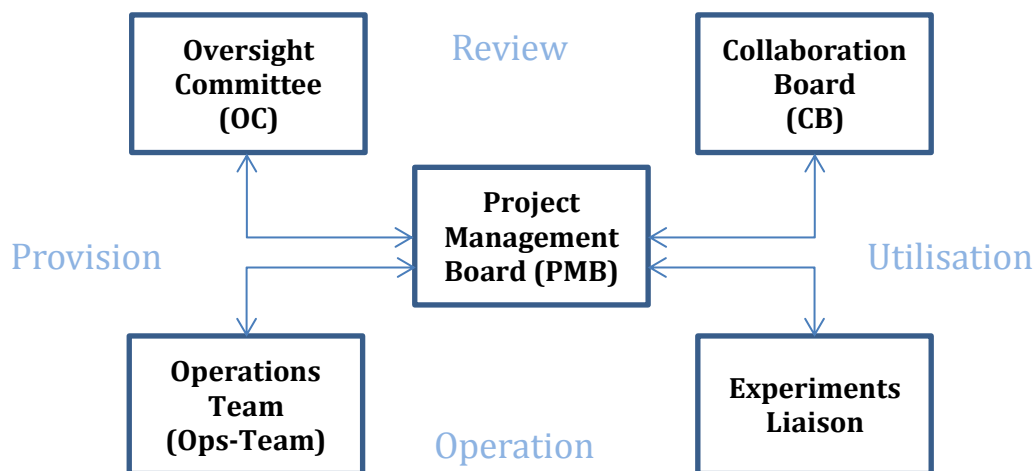 Oversight
Committee
(OC)
Review
Collaboration
Board
(CB)
Project
Management
Board (PMB)
Provision
Utilisation
Operations
Team
(Ops-Team)
Operation
Experiments
Liaison